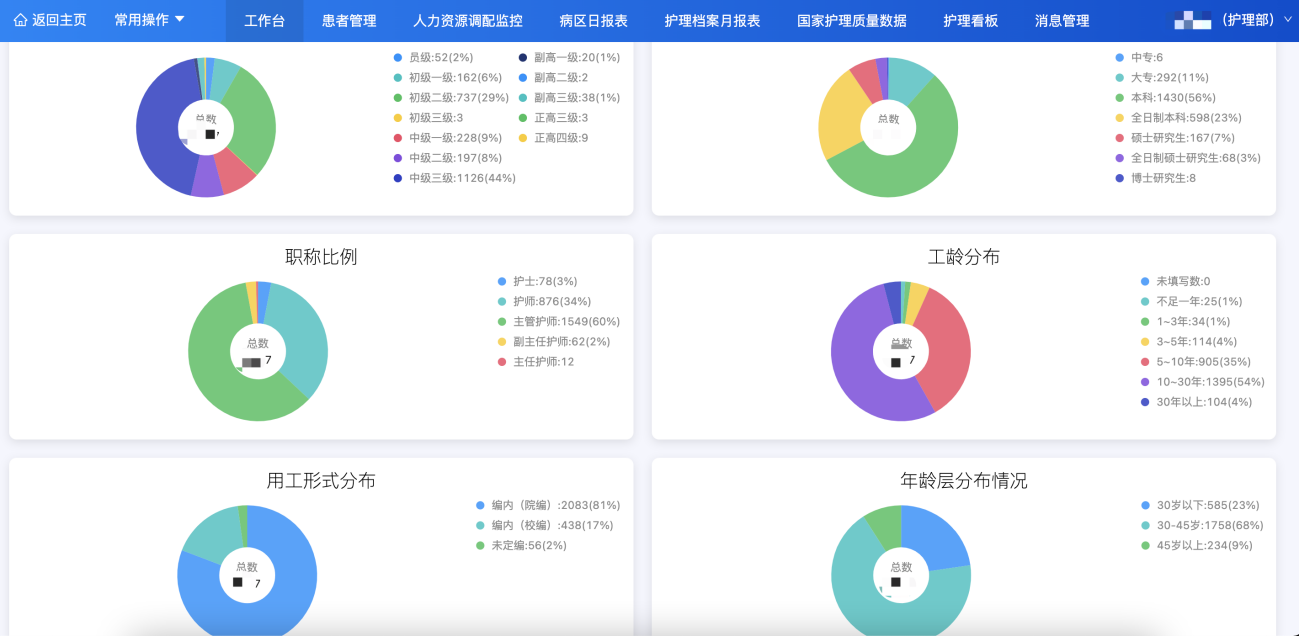 返回主页 常用操作 工作台 患者管理 人力资源调配监控 病区日报表 护理档案月报表 国家护理质量数据 护理看板 消息管理 (护理部)
总数
员级:52(2%)
初级一级:162(6%)
初级二级:737(29%)
初级三级:3
中级一级:228(9%)
中级二级:197(8%)
中级三级:1126(44%)
副高一级:20(1%)
副高二级:2
副高三级:38(1%)
正高三级:3
正高四级:9
总数
中专:6
大专:292(11%)
本科:1430(56%)
全日制本科:598(23%)
硕士研究生:167(7%)
全日制硕士研究生:68(3%)
博士研究生:8
职称比例
总数
7
护士:78(3%)
护师:876(34%)
主管护师:1549(60%)
副主任护师:62(2%)
主任护师:12
工龄分布
总数
7
未填写数:0
不足一年:25(1%)
1~3年:34(1%)
3~5年:114(4%)
5~10年:905(35%)
10~30年:1395(54%)
30年以上:104(4%)
用工形式分布
总数
7
编内（院编）:2083(81%)
编内（校编）:438(17%)
未定编:56(2%)
年龄层分布情况
总数
30岁以下:585(23%)
30-45岁:1758(68%)
45岁以上:234(9%)